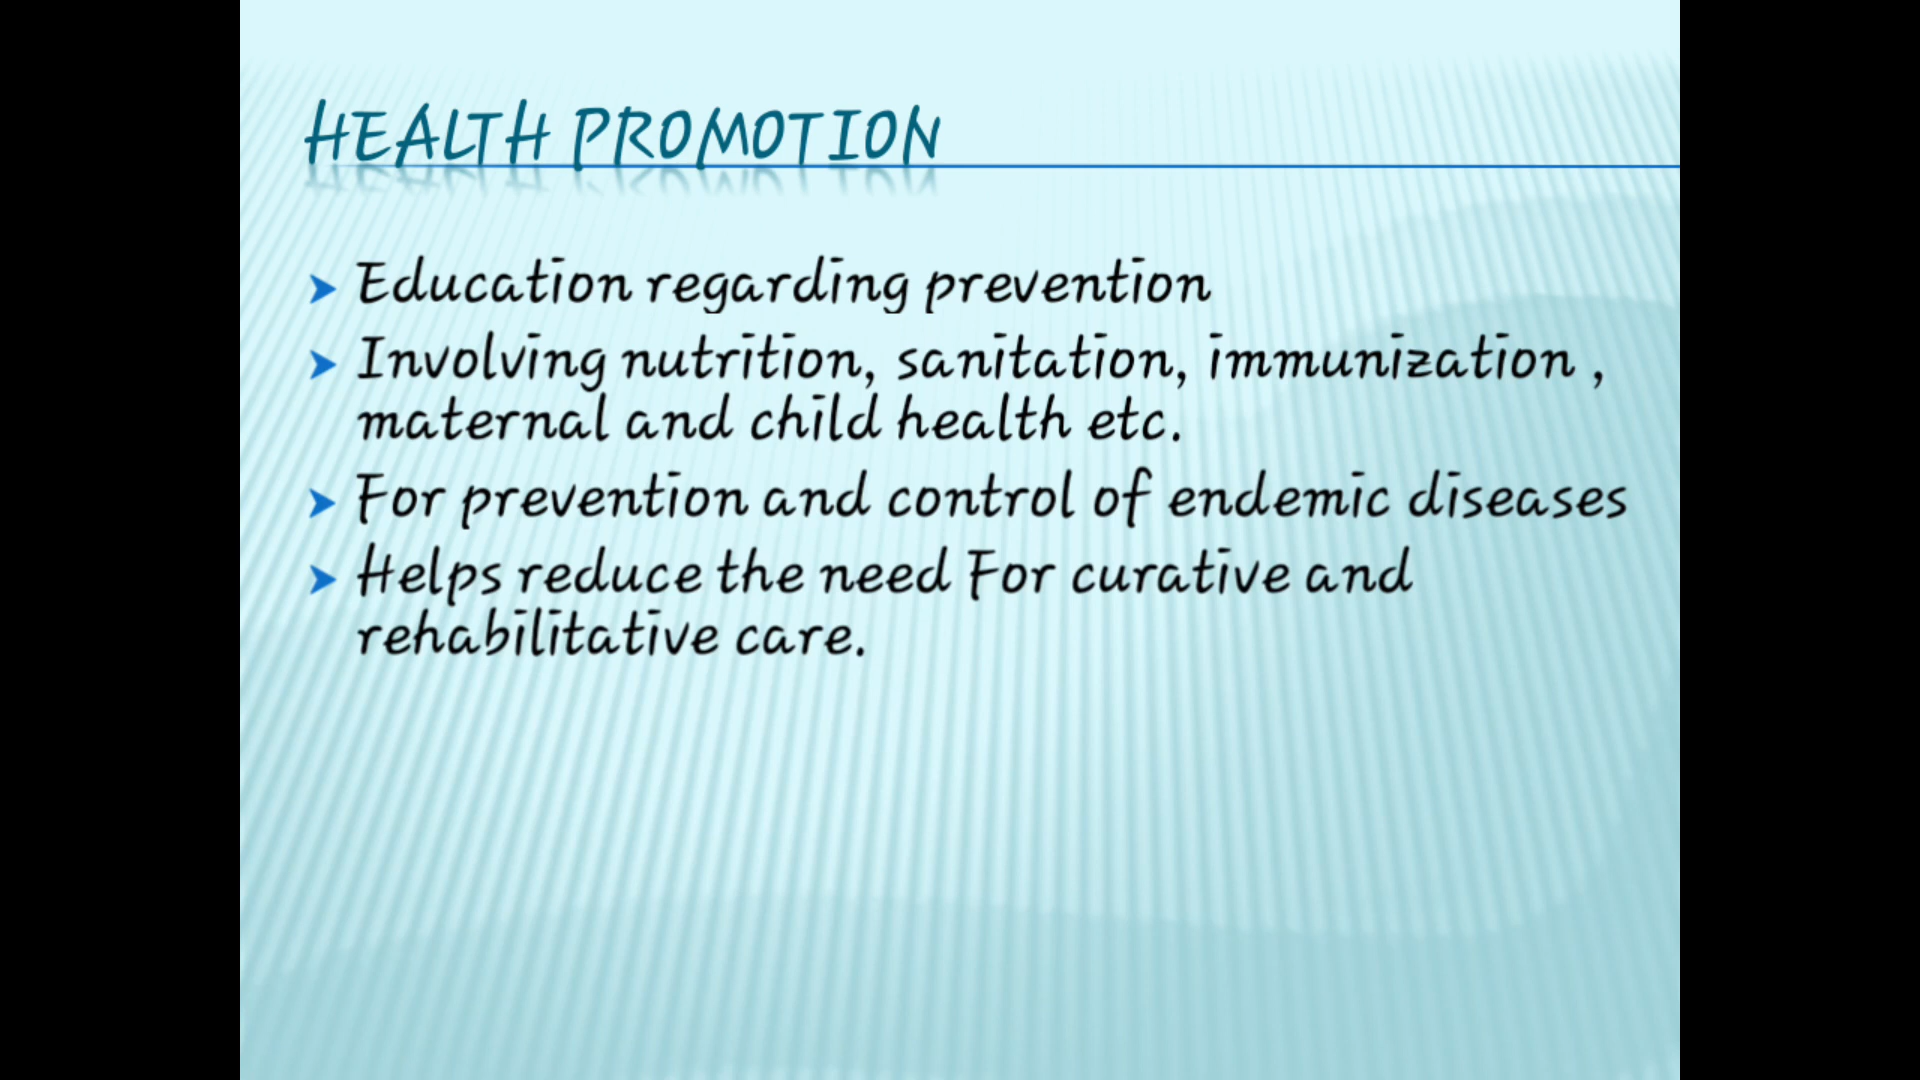 HEALTH PROMOTION
Education regarding prevention
Involving nutrition, sanitation, immunization ,
maternal and child health etc.
For prevention and control of endemic diseases
Helps reduce the need For curative and
rehabilitative care.